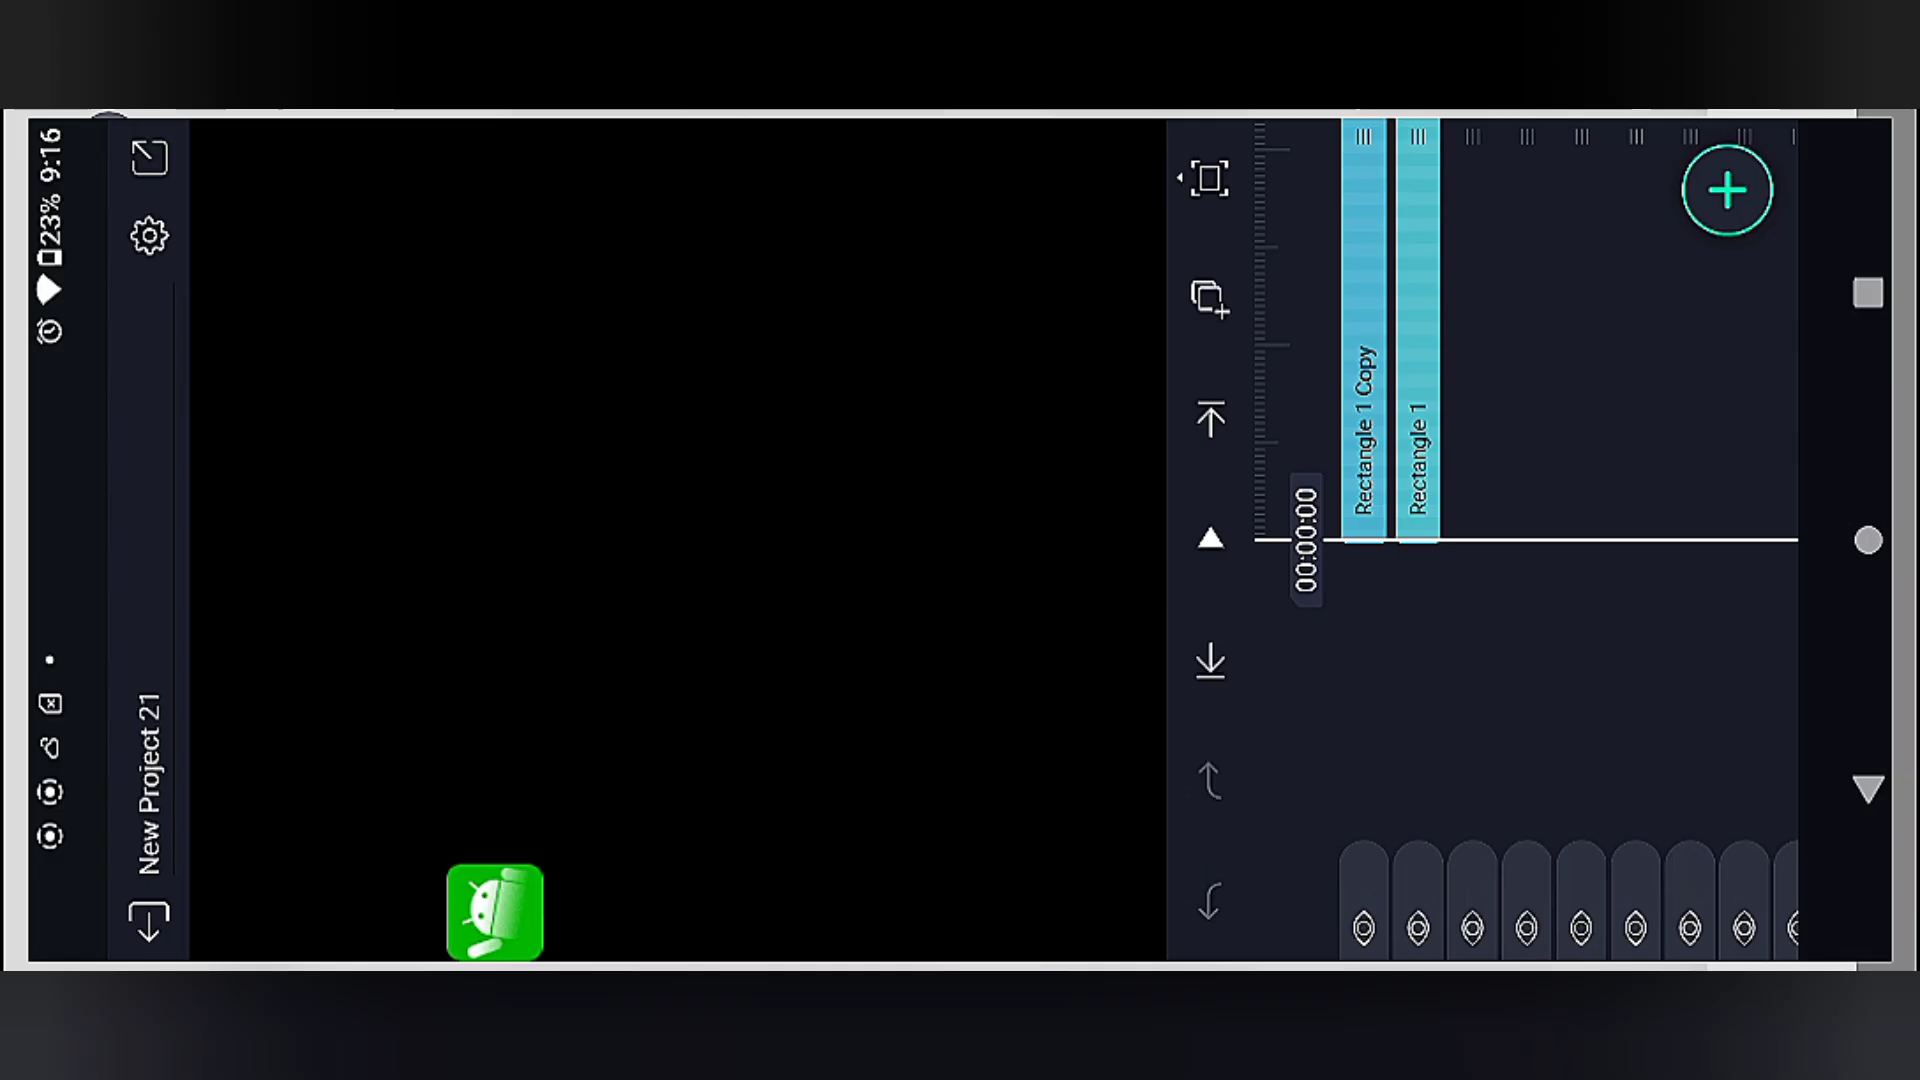 9:16
23%
New Project 21
00:00:00
Rectangle 1 Copy
Rectangle 1